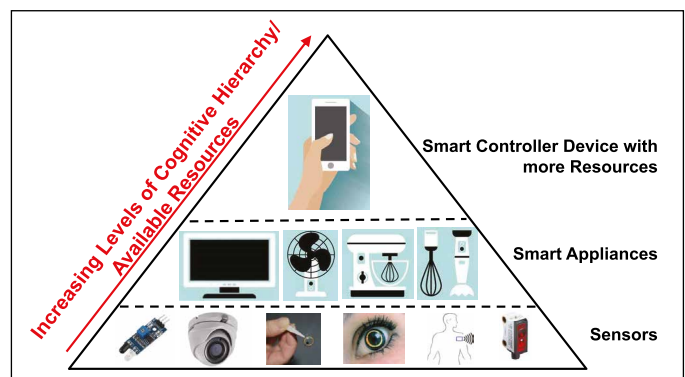 Increasing Levels of Cognitive Hierarchy/
Available Resources
Smart Controller Device with
more Resources
Smart Appliances
Sensors